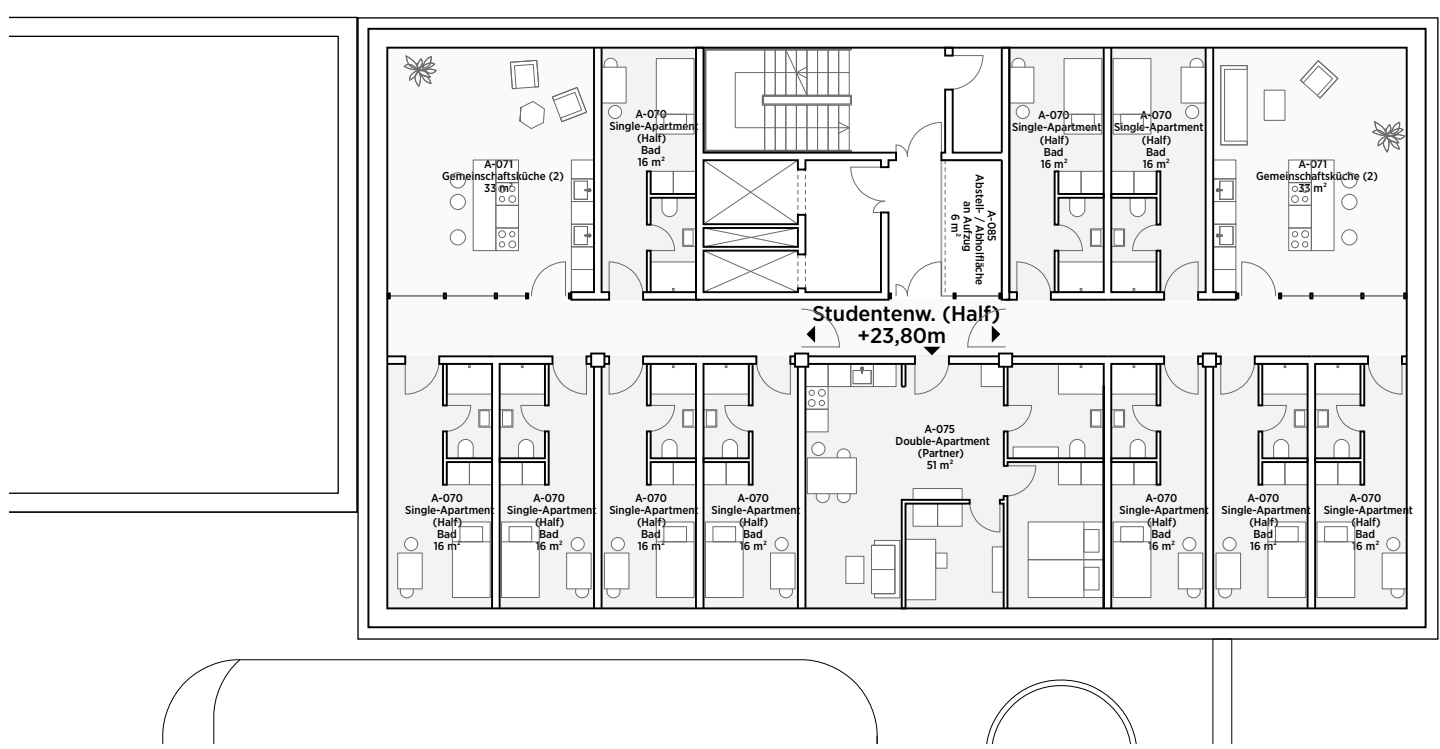 A-070
Single-Apartment
(Half)
Bad
16 m²
A-070
Single-Apartment
(Half)
Bad
16 m²
A-070
Single-Apartment
(Half)
Bad
16 m²
A-071
Gemeinschaftsküche (2)
33 m²
A-071
Gemeinschaftsküche (2)
33 m²
A-085
Abstell- / Abholfläche
an Aufzug
6 m²
Studentenw. (Half)
+23,80m
A-075
Double-Apartment
(Partner)
51 m²
A-070
Single-Apartment
(Half)
Bad
16 m²
A-070
Single-Apartment
(Half)
Bad
16 m²
A-070
Single-Apartment
(Half)
Bad
16 m²
A-070
Single-Apartment
(Half)
Bad
16 m²
A-070
Single-Apartment
(Half)
Bad
16 m²
A-070
Single-Apartment
(Half)
Bad
16 m²
A-070
Single-Apartment
(Half)
Bad
16 m²